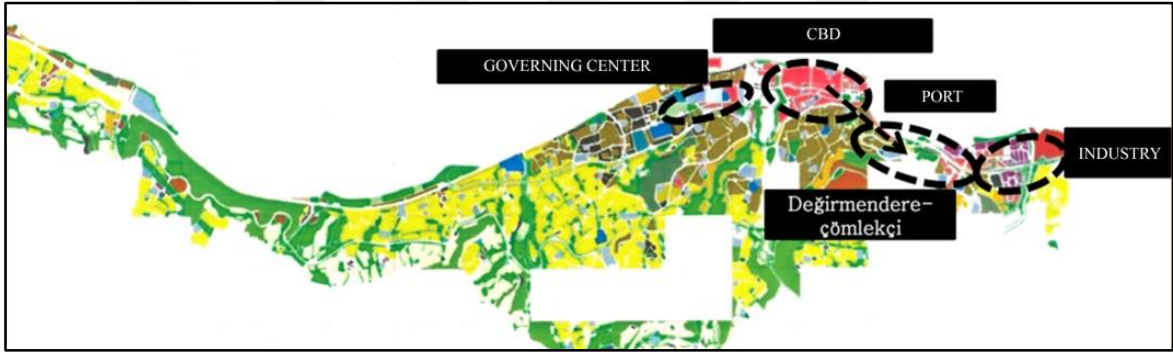 CBD
GOVERNING CENTER
PORT
INDUSTRY
Değirmendere-
çömlekçi